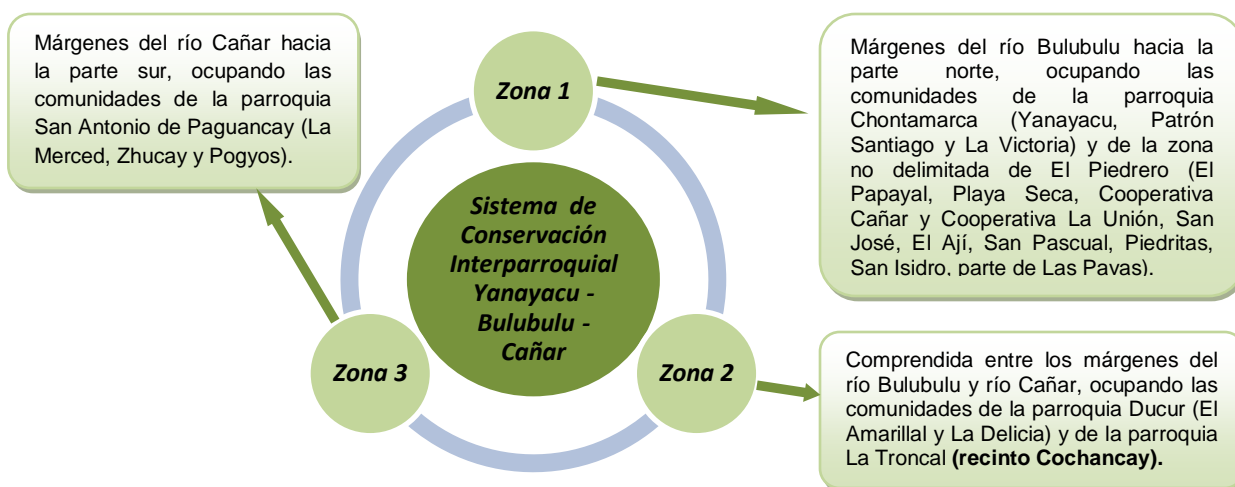 Márgenes del río Cañar hacia
la parte sur, ocupando las
comunidades de la parroquia
San Antonio de Paguancay (La
Merced, Zhucay y Pogyos).
Zona 1
Márgenes del río Bulubulu hacia la
parte norte, ocupando las
comunidades de la parroquia
Chontamarca (Yanayacu, Patrón
Santiago y La Victoria) y de la zona
no delimitada de El Piedrero (El
Papayal, Playa Seca, Cooperativa
Cañar y Cooperativa La Unión, San
José, El Ají, San Pascual, Piedritas,
San Isidro, parte de Las Pavas).
Sistema de
Conservación
Interparroquial
Yanayacu -
Bulubulu -
Cañar
Zona 3
Zona 2
Comprendida entre los márgenes del
río Bulubulu y río Cañar, ocupando las
comunidades de la parroquia Ducur (El
Amarillal y La Delicia) y de la parroquia
La Troncal (recinto Cochancay).